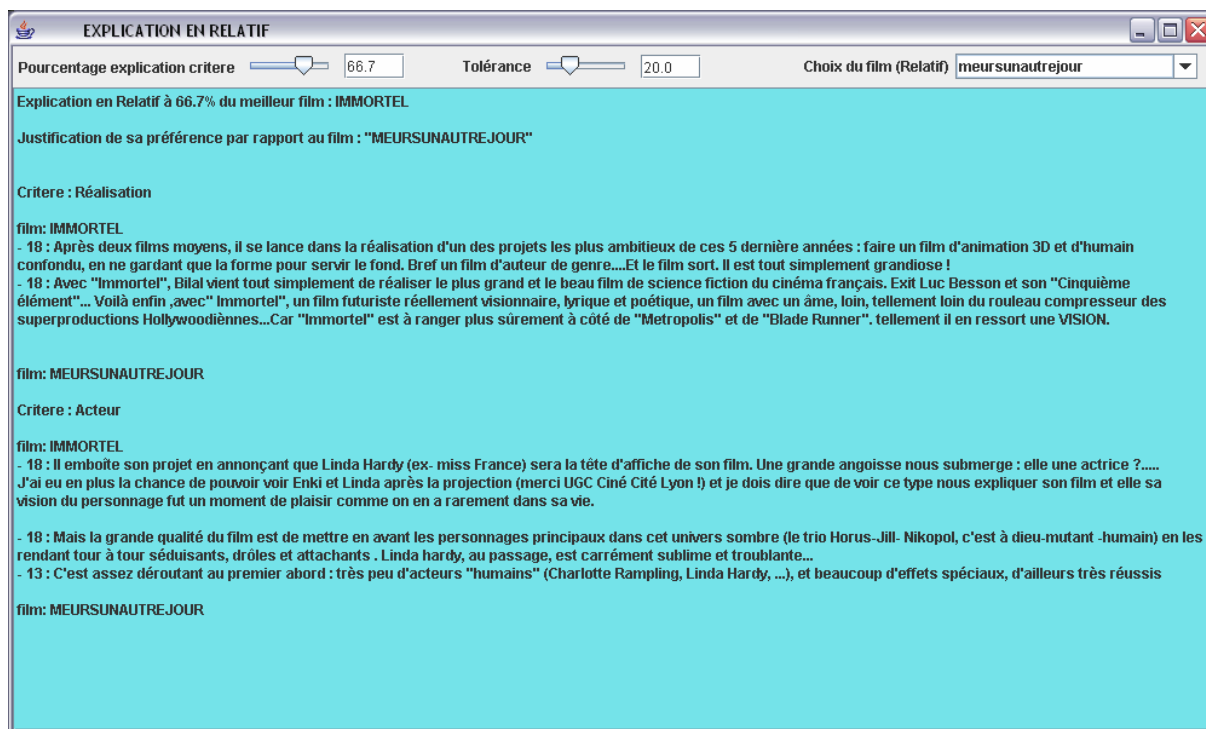 EXPLICATION EN RELATIF
Pourcentage explication critere 66.7 Tolérance 20.0 Choix du film (Relatif) meursunautrejour
Explication en Relatif à 66.7% du meilleur film : IMMORTEL
Justification de sa préférence par rapport au film : "MEURSUNAUTREJOUR"
Critere : Réalisation
film: IMMORTEL
- 18 : Après deux films moyens, il se lance dans la réalisation d'un des projets les plus ambitieux de ces 5 dernière années : faire un film d'animation 3D et d'humain
confondu, en ne gardant que la forme pour servir le fond. Bref un film d'auteur de genre....Et le film sort. Il est tout simplement grandiose !
- 18 : Avec "Immortel", Bilal vient tout simplement de réaliser le plus grand et le beau film de science fiction du cinéma français. Exit Luc Besson et son "Cinquième
élément"... Voilà enfin ,avec" Immortel", un film futuriste réellement visionnaire, lyrique et poétique, un film avec un âme, loin, tellement loin du rouleau compresseur des
superproductions Hollywoodiènnes...Car "Immortel" est à ranger plus sûrement à côté de "Metropolis" et de "Blade Runner". tellement il en ressort une VISION.
film: MEURSUNAUTREJOUR
Critere : Acteur
film: IMMORTEL
- 18 : Il emboîte son projet en annonçant que Linda Hardy (ex- miss France) sera la tête d'affiche de son film. Une grande angoisse nous submerge : elle une actrice ?.....
J'ai eu en plus la chance de pouvoir voir Enki et Linda après la projection (merci UGC Ciné Cité Lyon !) et je dois dire que de voir ce type nous expliquer son film et elle sa
vision du personnage fut un moment de plaisir comme on en a rarement dans sa vie.
- 18 : Mais la grande qualité du film est de mettre en avant les personnages principaux dans cet univers sombre (le trio Horus-Jill- Nikopol, c'est à dieu-mutant -humain) en les
rendant tour à tour séduisants, drôles et attachants . Linda hardy, au passage, est carrément sublime et troublante...
- 13 : C'est assez déroutant au premier abord : très peu d'acteurs "humains" (Charlotte Rampling, Linda Hardy, ...), et beaucoup d'effets spéciaux, d'ailleurs très réussis
film: MEURSUNAUTREJOUR